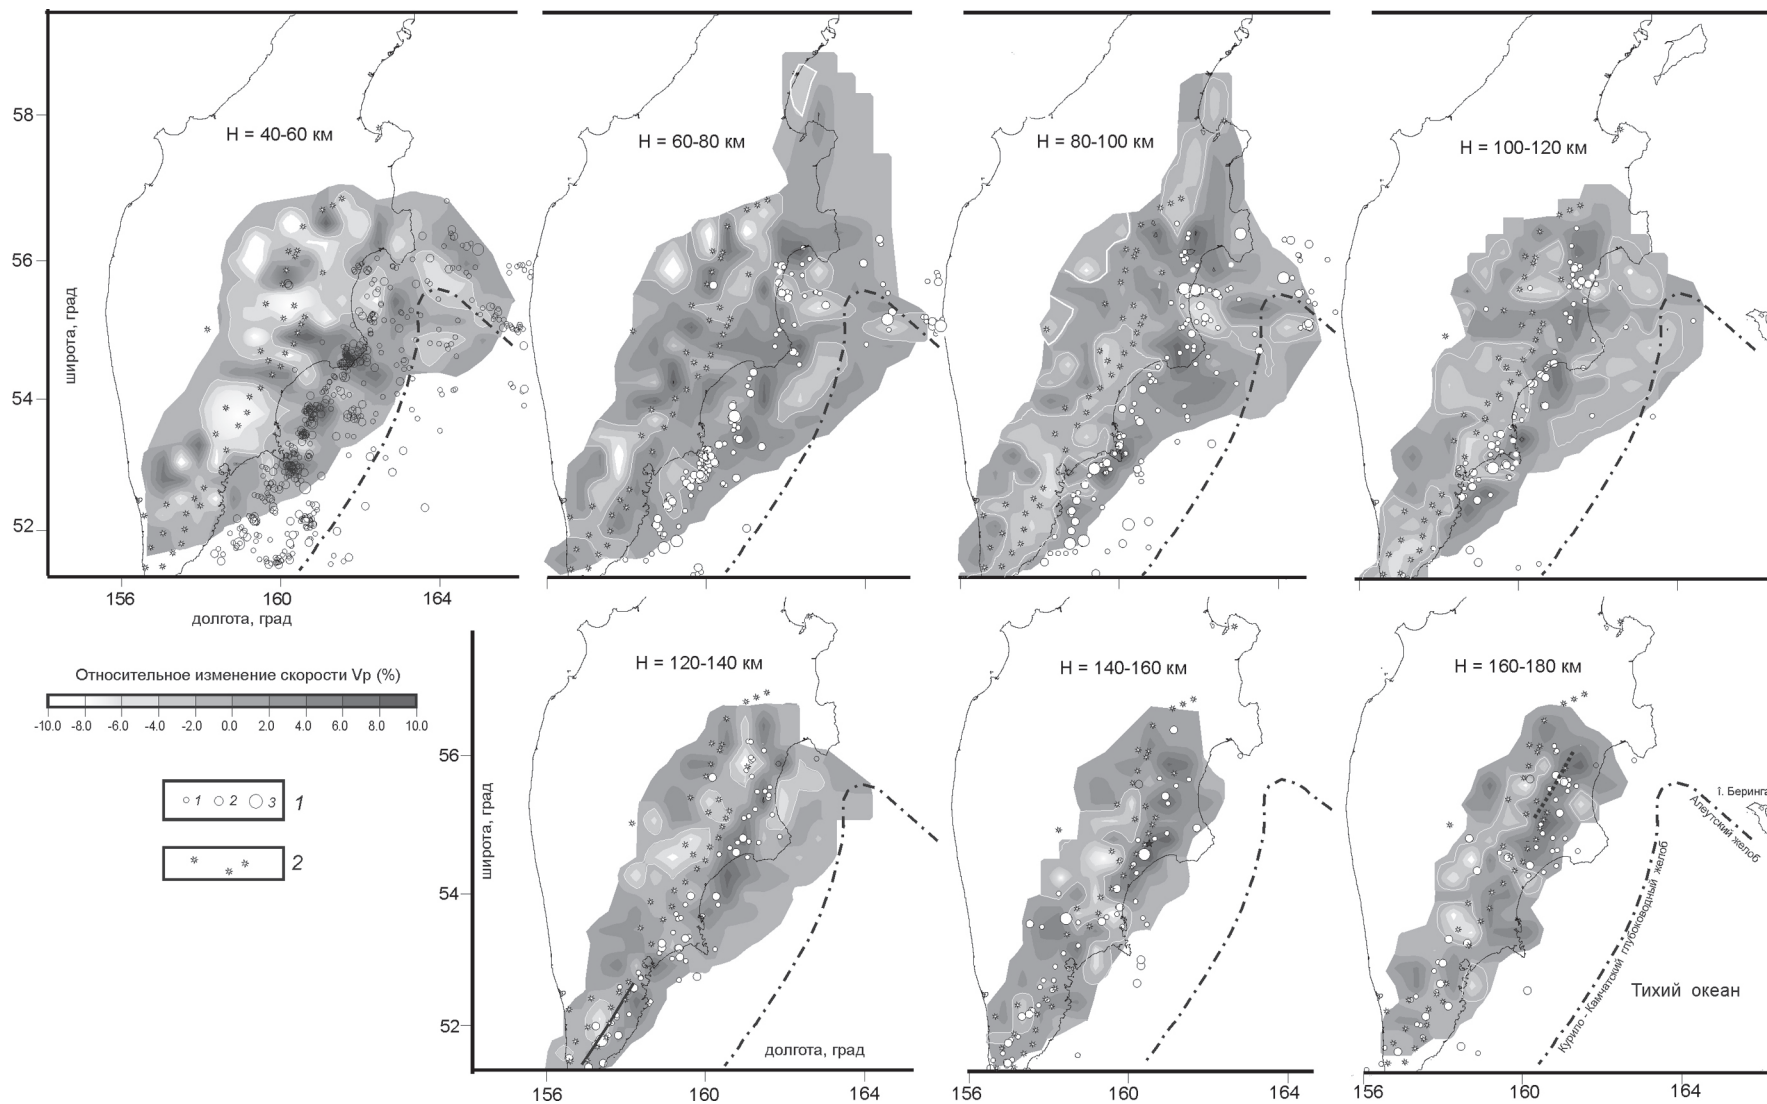 H = 40-60 км
H = 60-80 км
H = 80-100 км
H = 100-120 км
58
56
54
52
широта, град
156
160
164
долгота, град
Относительное изменение скорости Vp (%)
-10.0 -8.0 -6.0 -4.0 -2.0 0.0 2.0 4.0 6.0 8.0 10.0
1 2 3 1
2
H = 120-140 км
H = 140-160 км
H = 160-180 км
56
54
52
широта, град
долгота, град
156
160
164
156
160
164
156
160
164
î. Беринга
Алеутский желоб
Курило - Камчатский глубоководный желоб
Тихий океан